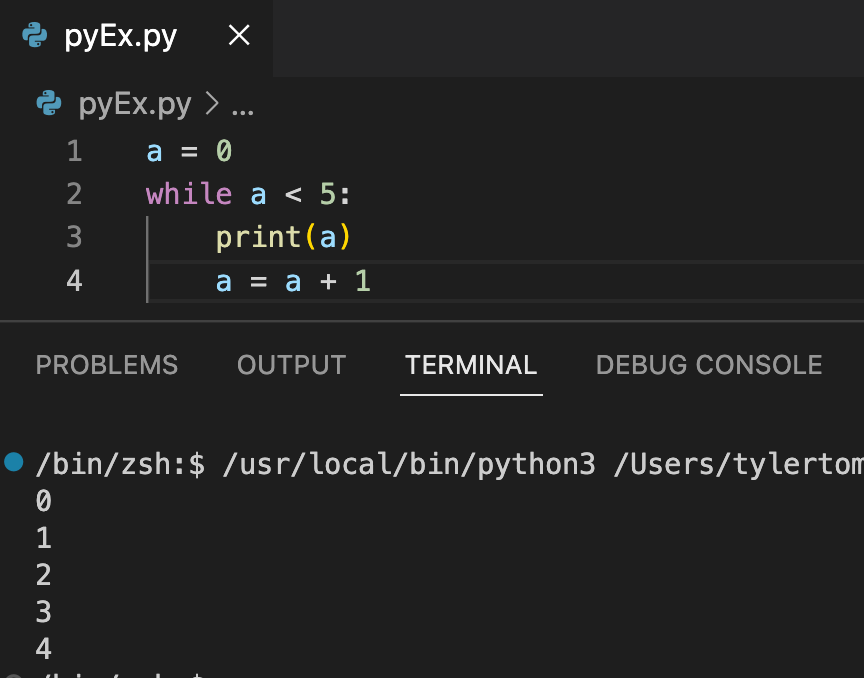 pyEx.py
pyEx.py > ...
1 a = 0
2 while a < 5:
3     print(a)
4     a = a + 1
PROBLEMS OUTPUT TERMINAL DEBUG CONSOLE
/bin/zsh:$ /usr/local/bin/python3 /Users/tylertom
0
1
2
3
4